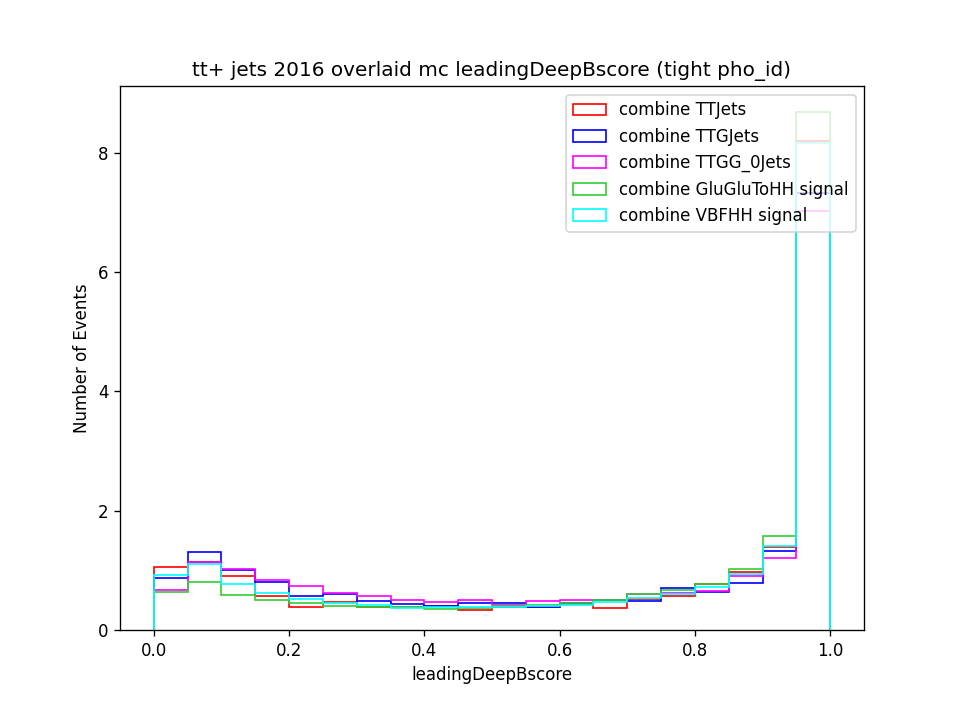 tt+ jets 2016 overlaid mc leadingDeepBscore (tight pho_id)
combine TTJets
combine TTGJets
combine TTGG_0Jets
combine GluGluToHH signal
combine VBFHH signal
8
6
4
2
0
Number of Events
0.0 0.2 0.4 0.6 0.8 1.0
leadingDeepBscore